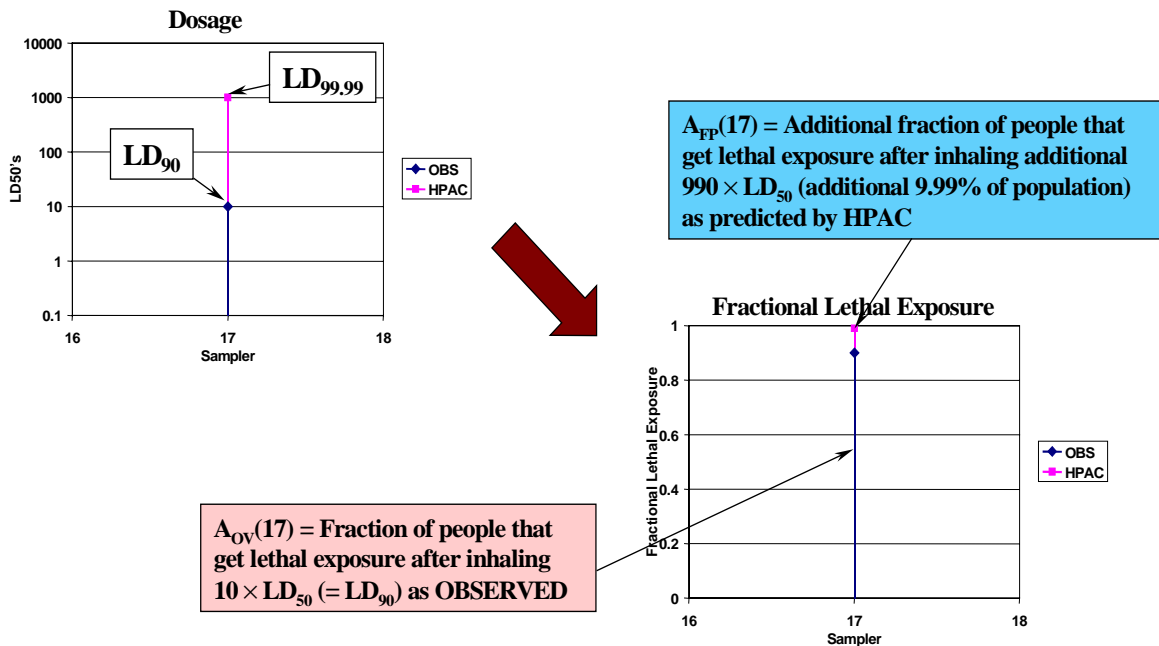 Dosage
10000
1000
100
10
1
0.1
LD50's
LD99.99
LD90
16
17
18
Sampler
OBS
HPAC
AFP(17) = Additional fraction of people that
get lethal exposure after inhaling additional
990 × LD50 (additional 9.99% of population)
as predicted by HPAC
Fractional Lethal Exposure
1
0.8
0.6
0.4
0.2
0
Fractional Lethal Exposure
16
17
18
Sampler
OBS
HPAC
AOV(17) = Fraction of people that
get lethal exposure after inhaling
10 × LD50 (= LD90) as OBSERVED